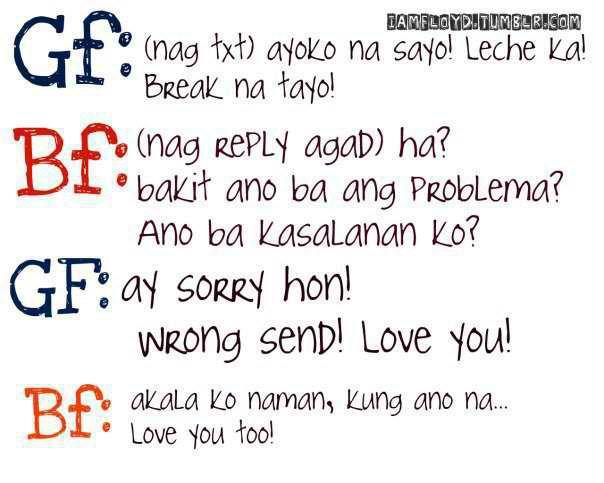 IAMFLOYD.TUMBLR.COM
Gf: (nag txt) ayoko na sayo! Leche ka!
Break na tayo!
Bf: (nag reply agad) ha?
bakit ano ba ang problema?
Ano ba kasalanan ko?
GF: ay sorry hon!
wrong send! Love you!
Bf: akala ko naman, kung ano na...
Love you too!